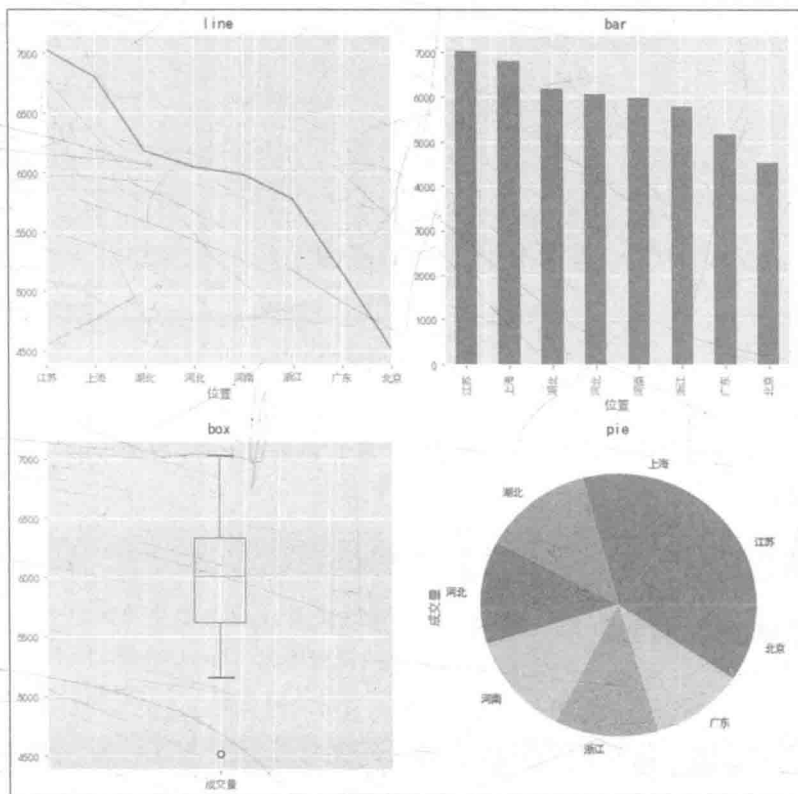 line
7000
6500
6000
5500
5000
4500
江苏 上海 湖北 河北 河南 浙江 广东 北京
位置
bar
7000
6000
5000
4000
3000
2000
1000
0
江苏 上海 湖北 河北 河南 浙江 广东 北京
位置
box
7000
6500
6000
5500
5000
4500
成交量
pie
上海
湖北
江苏
河北
成交量
北京
河南
广东
浙江